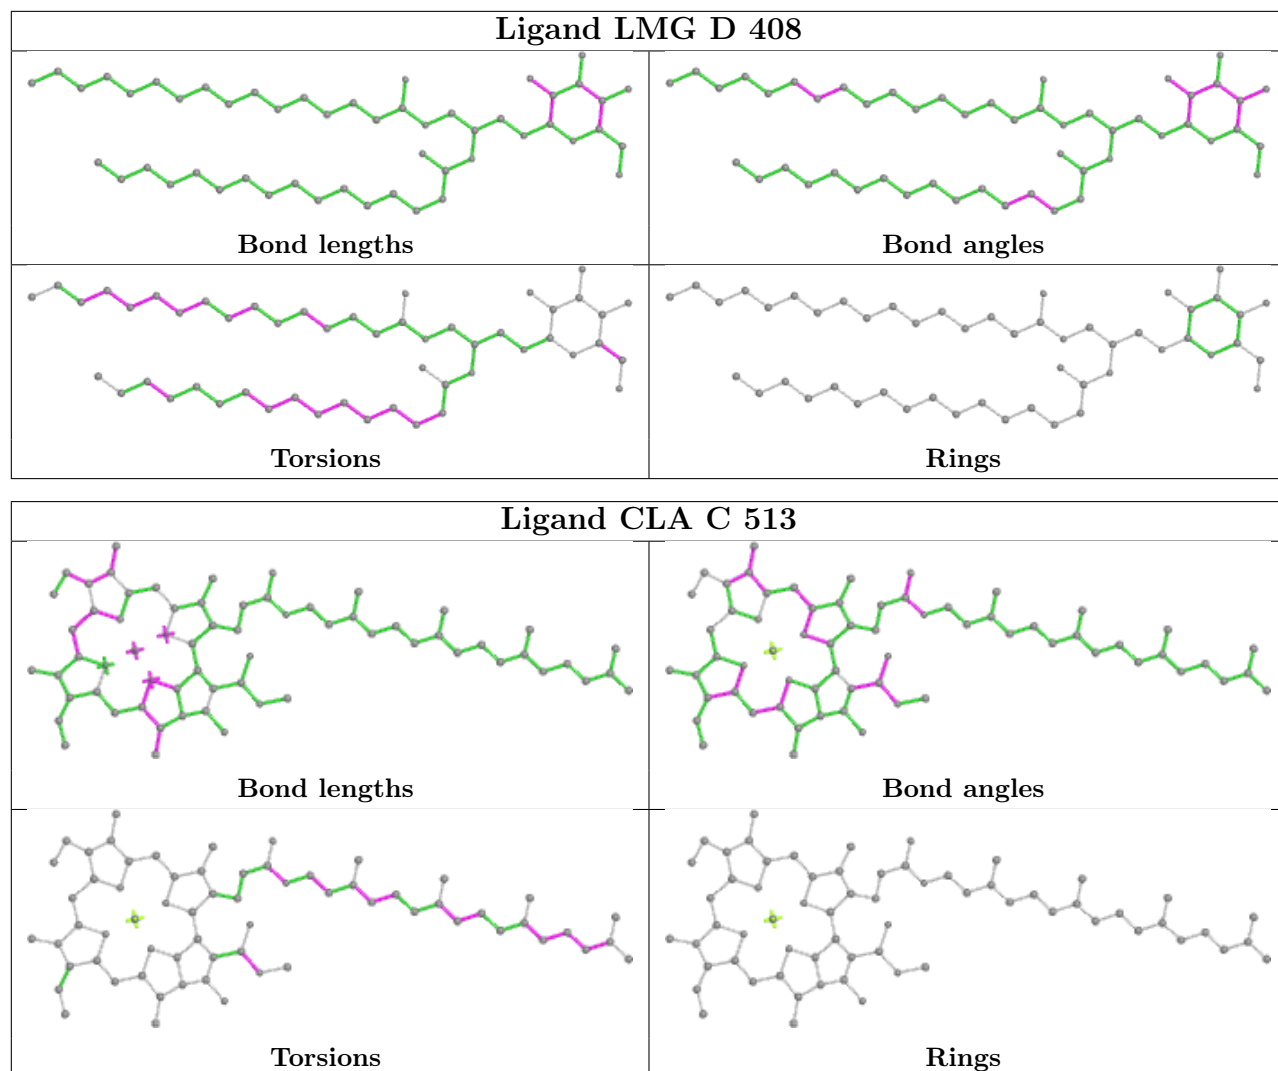 Ligand LMG D 408
Bond lengths
Bond angles
Torsions
Rings
Ligand CLA C 513
Bond lengths
Bond angles
Torsions
Rings